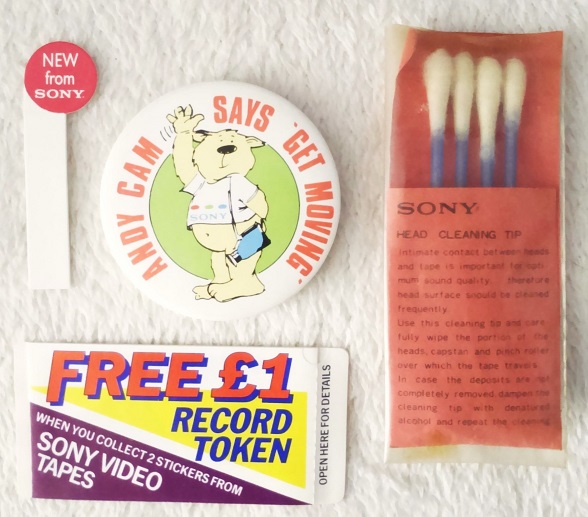 NEW
from
SONY.
ANDY CAM SAYS 'GET MOVING'
SONY
SONY
HEAD CLEANING TIP
Intimate contact between heads
and tape is important for opti-
mum sound quality, therefore
head surface snould be cleaned
frequently.
Use this cleaning tip and care-
fully wipe the portion of the
heads, capstan and pinch roller
over which the tape travels.
In case the deposits are not
completely removed, dampen the
cleaning tip with denatured
alcohol and repeat the cleaning
FREE £1
RECORD
TOKEN
WHEN YOU COLLECT 2 STICKERS FROM
SONY VIDEO
TAPES
OPEN HERE FOR DETAILS